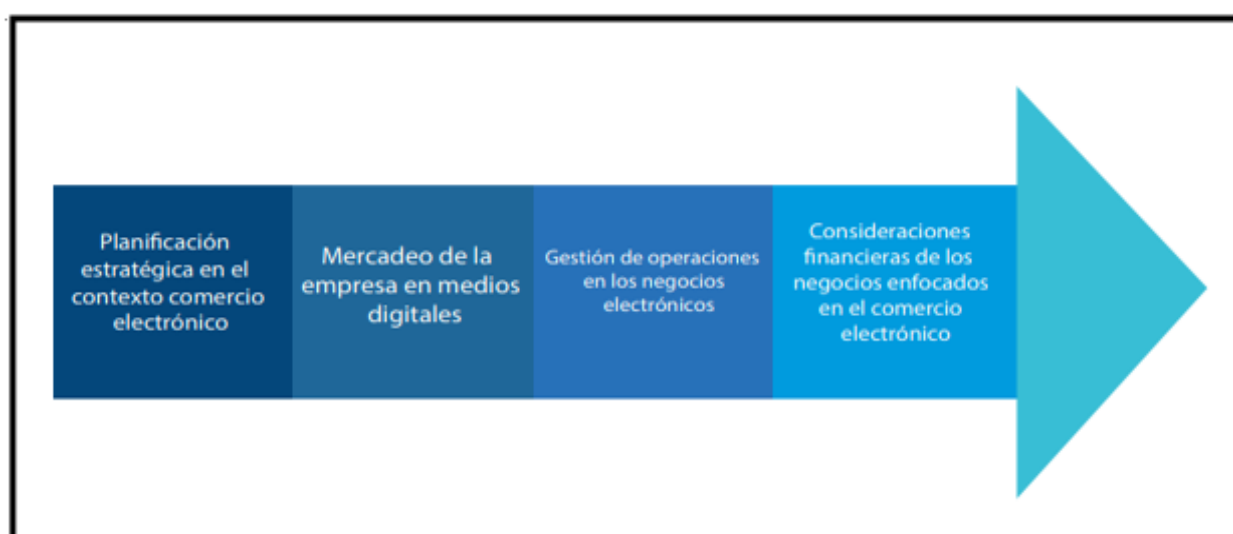 Planificación
estratégica en el
contexto comercio
electrónico
Mercadeo de la
empresa en medios
digitales
Gestión de operaciones
en los negocios
electrónicos
Consideraciones
financieras de los
negocios enfocados
en el comercio
electrónico